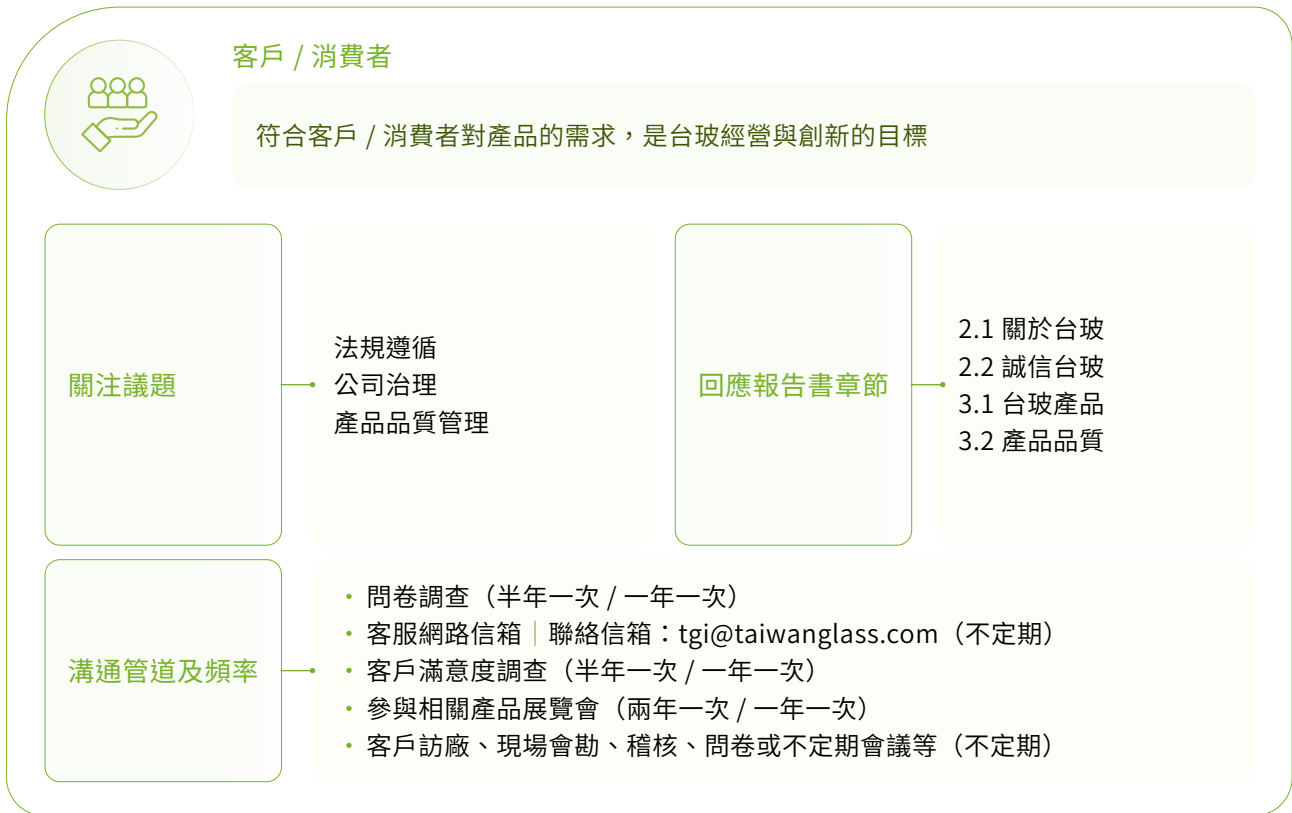 客戶 / 消費者
符合客戶 / 消費者對產品的需求，是台玻經營與創新的目標
關注議題
法規遵循
公司治理
產品品質管理
回應報告書章節
2.1 關於台玻
2.2 誠信台玻
3.1 台玻產品
3.2 產品品質
溝通管道及頻率
・問卷調查（半年一次 / 一年一次）
・客服網路信箱｜聯絡信箱：tgi@taiwanglass.com（不定期）
・客戶滿意度調查（半年一次 / 一年一次）
・參與相關產品展覽會（兩年一次 / 一年一次）
・客戶訪廠、現場會勘、稽核、問卷或不定期會議等（不定期）